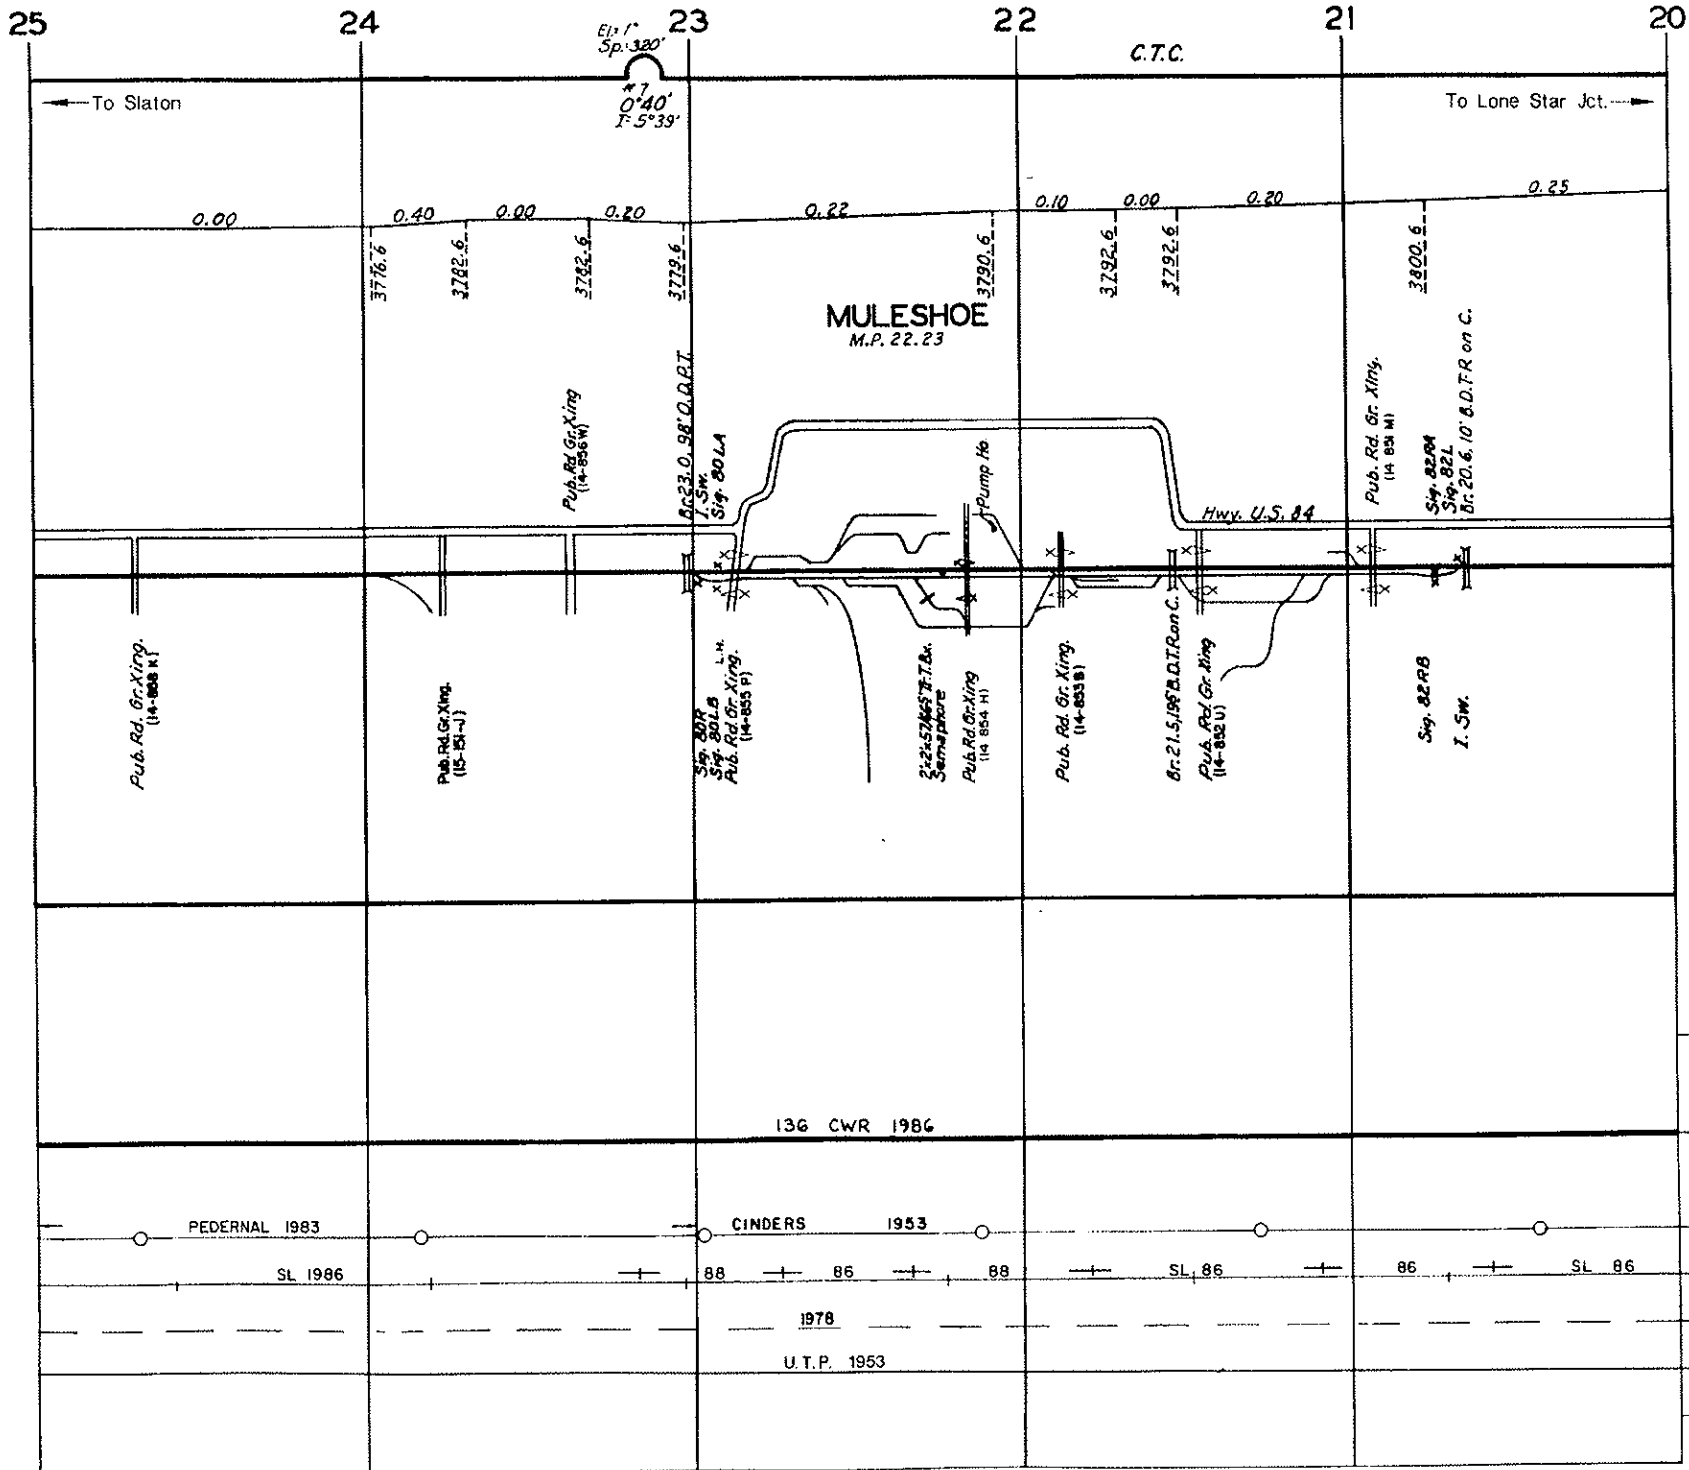 25 24 23 22 21 20
El: 1"
Sp: 320'
C.T.C.
To Slaton
To Lone Star Jct.
# 7
0°40'
I= 5°39'
0.00 0.40 0.00 0.20 0.22 0.10 0.00 0.20 0.25
3776.6
3782.6
3782.6
3779.6
3790.6
3792.6
3792.6
3800.6
MULESHOE
M.P. 22.23
Pub. Rd. Gr. Xing
(14-856 W)
Br. 23.0, 98' O.D.P.T.
I. Sw.
Sig. 80 LA
Pump Ho
Hwy. U.S. 84
Pub. Rd. Gr. Xing.
(14 851 M)
Sig. 82RA
Sig. 82L
Br. 20.6, 10' B.D.T-R on C.
Pub. Rd. Gr. Xing.
(14-858 K)
Pub. Rd. Gr. Xing.
(15-151-J)
Sig. 80R
Sig. 80LB
L.H.
Pub. Rd. Gr. Xing.
(14-855 P)
Semaphore
Pub. Rd. Gr. Xing
(14 854 H)
Pub. Rd. Gr. Xing.
(14-853 B)
Br. 21.5, 196' B.D.T.R on C.
Pub. Rd. Gr. Xing
(14-852 U)
Sig. 82 RB
I. Sw.
136 CWR 1986
PEDERNAL 1983
CINDERS 1953
SL 1986 88 86 88 SL 86 86 SL 86
1978
U.T.P. 1953